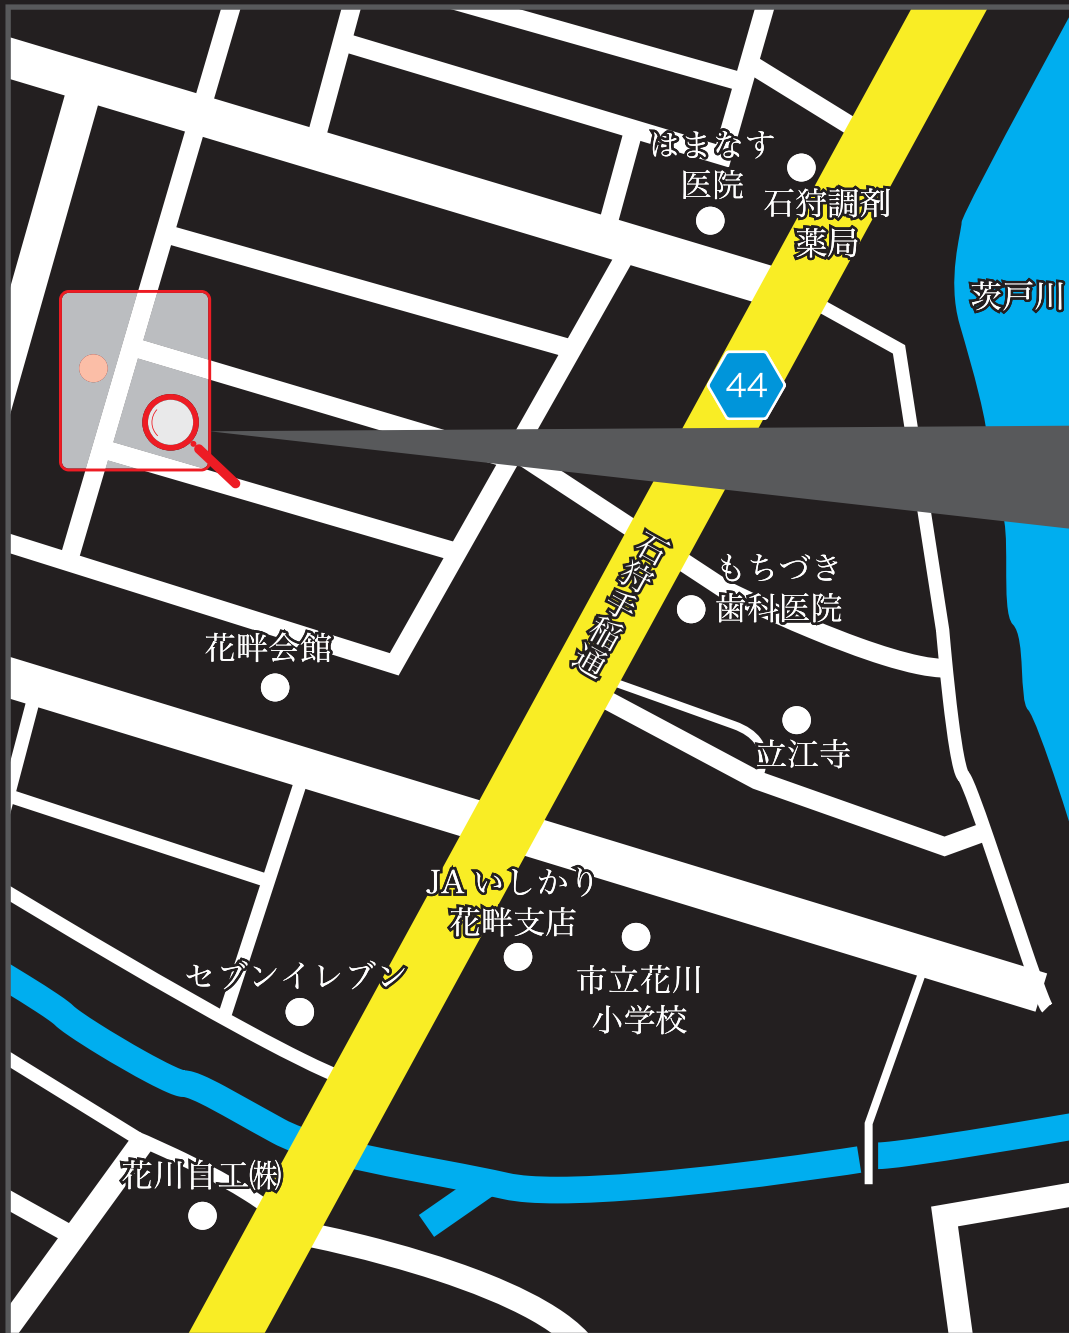 はまなす
医院
石狩調剤
薬局
茨戸川
44
石狩手稲通
もちづき
歯科医院
花畔会館
立江寺
JAいしかり
花畔支店
セブンイレブン
市立花川
小学校
花川自工㈱